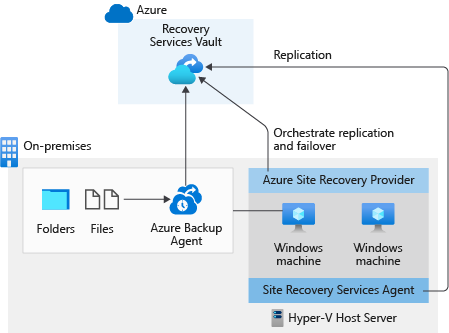 Azure
Recovery
Services Vault
Replication
Orchestrate replication
and failover
On-premises
Azure Site Recovery Provider
Folders
Files
Azure Backup
Agent
Windows
machine
Windows
machine
Site Recovery Services Agent
Hyper-V Host Server